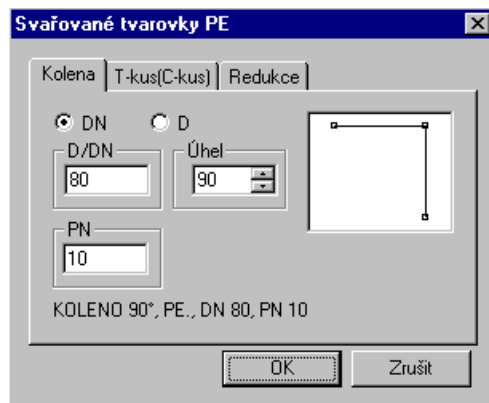 Svařované tvarovky PE
Kolena T-kus(C-kus) Redukce
DN D
D/DN Úhel
80 90
PN
10
KOLENO 90°, PE., DN 80, PN 10
OK Zrušit